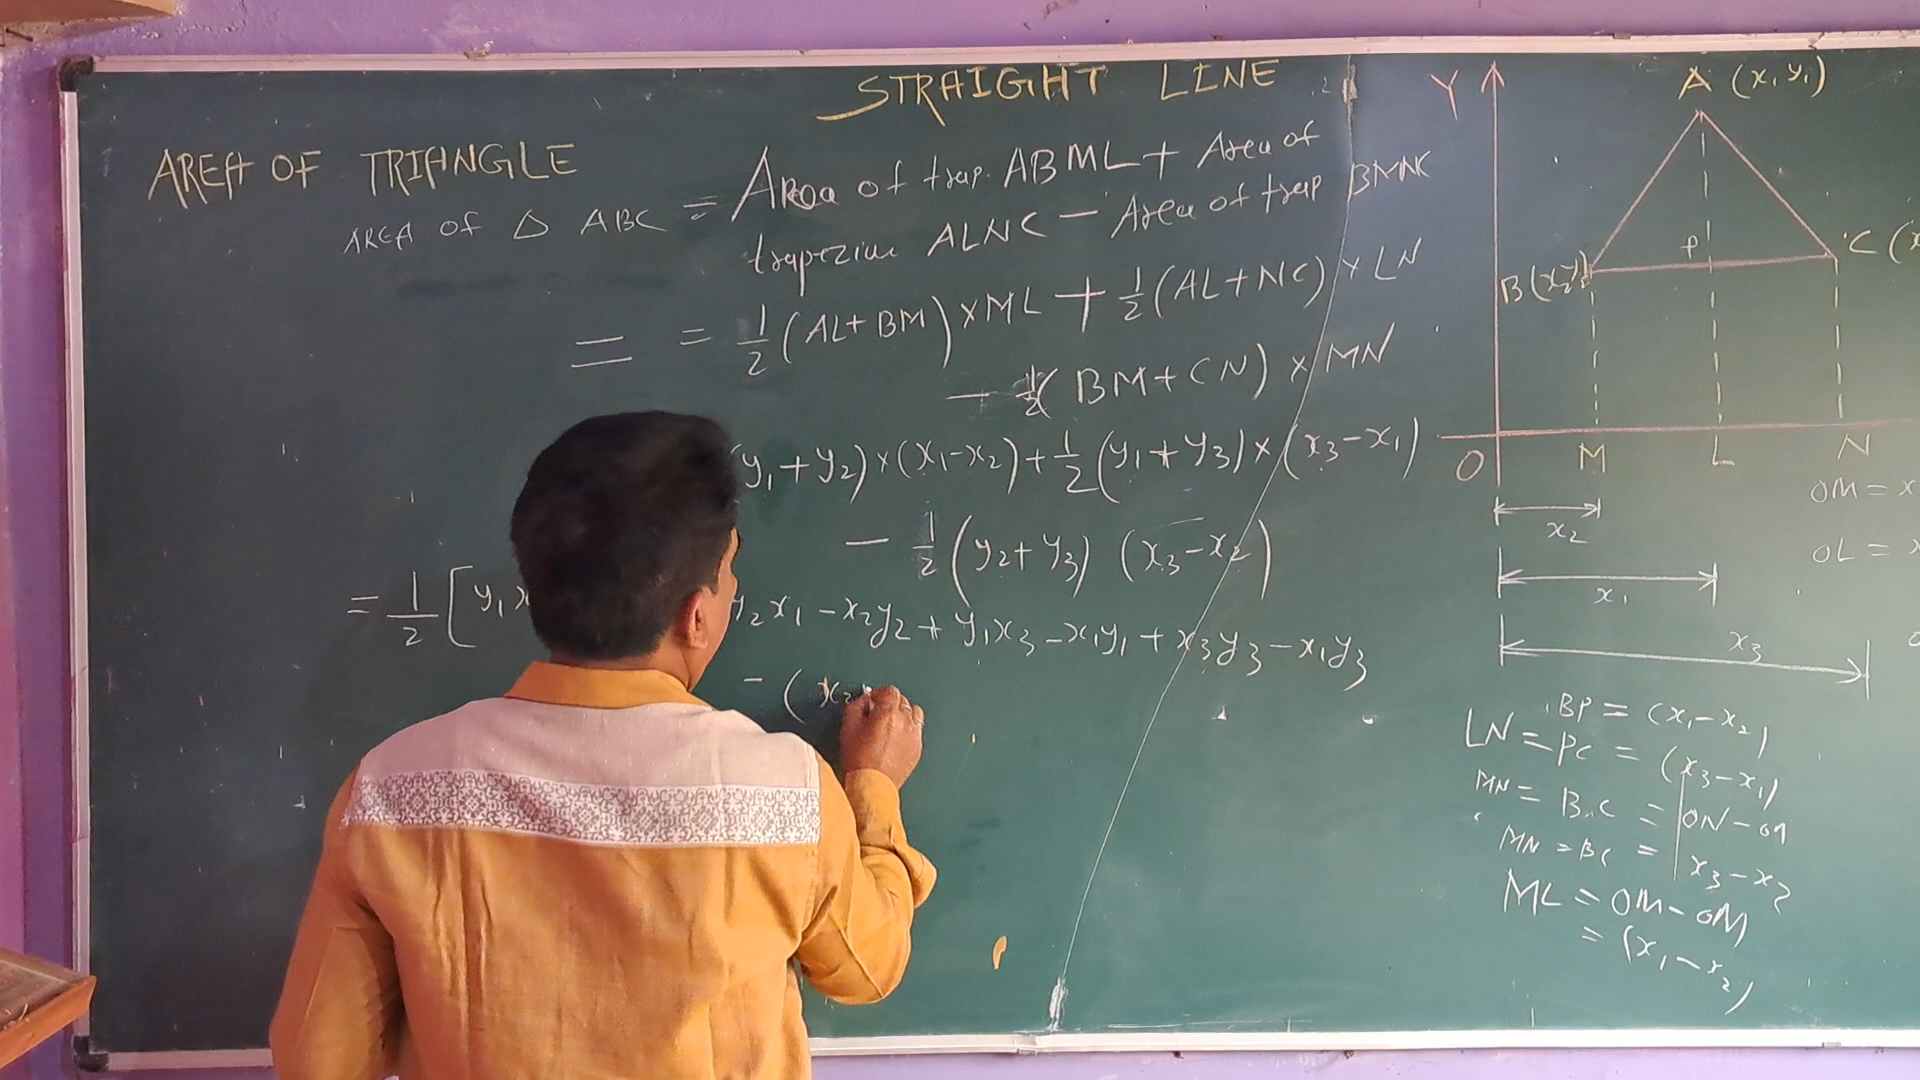 STRAIGHT LINE
AREA OF TRIANGLE
AREA OF △ ABC = Area of trap. ABML + Area of
trapezium ALNC − Area of trap BMNC
= = 1/2 (AL + BM) × ML + 1/2 (AL + NC) × LN
− 1/2 (BM + CN) × MN
y₁ + y₂) × (x₁ − x₂) + 1/2 (y₁ + y₃) × (x₃ − x₁)
− 1/2 (y₂ + y₃) (x₃ − x₂)
= 1/2 [y₁x
y₂x₁ − x₂y₂ + y₁x₃ − x₁y₁ + x₃y₃ − x₁y₃
− (x₂
Y
A (x₁ y₁)
B (x₂ y₂)
P
C (x
O
M
L
N
x₂
OM = x
x₁
OL = x
x₃
BP = (x₁ − x₂)
LN = PC = (x₃ − x₁)
MN = BC = ON − OM
MN = BC = x₃ − x₂
ML = OM − ON
= (x₁ − x₂)